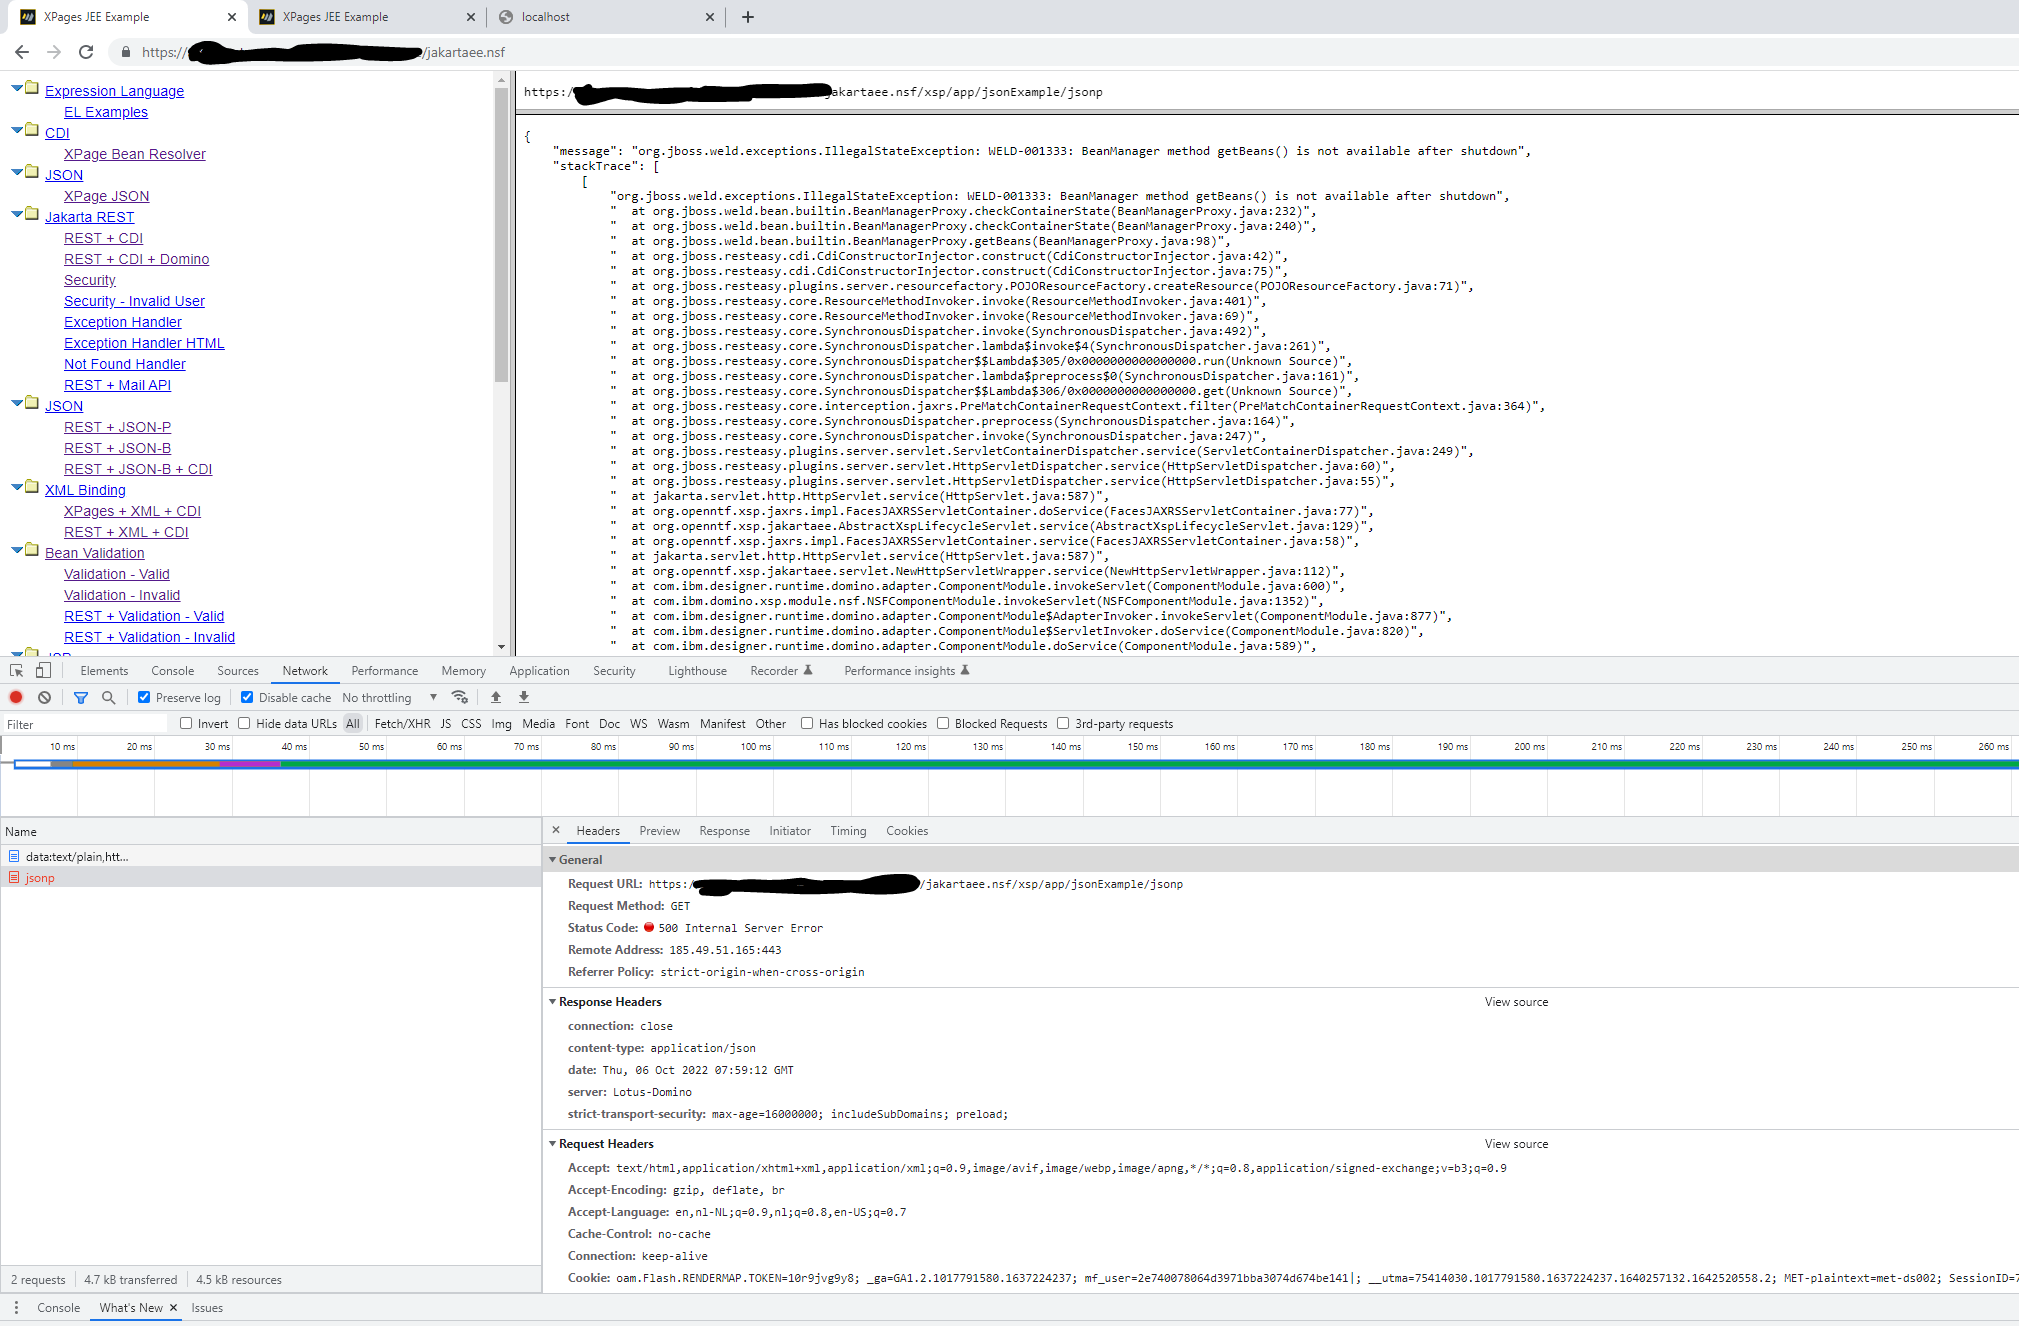 XPages JEE Example
XPages JEE Example
localhost
https://
/jakartaee.nsf
Expression Language
EL Examples
CDI
XPage Bean Resolver
JSON
XPage JSON
Jakarta REST
REST + CDI
REST + CDI + Domino
Security
Security - Invalid User
Exception Handler
Exception Handler HTML
Not Found Handler
REST + Mail API
JSON
REST + JSON-P
REST + JSON-B
REST + JSON-B + CDI
XML Binding
XPages + XML + CDI
REST + XML + CDI
Bean Validation
Validation - Valid
Validation - Invalid
REST + Validation - Valid
REST + Validation - Invalid
https:/ jakartaee.nsf/xsp/app/jsonExample/jsonp
{
"message": "org.jboss.weld.exceptions.IllegalStateException: WELD-001333: BeanManager method getBeans() is not available after shutdown",
"stackTrace": [
[
"org.jboss.weld.exceptions.IllegalStateException: WELD-001333: BeanManager method getBeans() is not available after shutdown",
" at org.jboss.weld.bean.builtin.BeanManagerProxy.checkContainerState(BeanManagerProxy.java:232)",
" at org.jboss.weld.bean.builtin.BeanManagerProxy.checkContainerState(BeanManagerProxy.java:240)",
" at org.jboss.weld.bean.builtin.BeanManagerProxy.getBeans(BeanManagerProxy.java:98)",
" at org.jboss.resteasy.cdi.CdiConstructorInjector.construct(CdiConstructorInjector.java:42)",
" at org.jboss.resteasy.cdi.CdiConstructorInjector.construct(CdiConstructorInjector.java:75)",
" at org.jboss.resteasy.plugins.server.resourcefactory.POJOResourceFactory.createResource(POJOResourceFactory.java:71)",
" at org.jboss.resteasy.core.ResourceMethodInvoker.invoke(ResourceMethodInvoker.java:401)",
" at org.jboss.resteasy.core.ResourceMethodInvoker.invoke(ResourceMethodInvoker.java:69)",
" at org.jboss.resteasy.core.SynchronousDispatcher.invoke(SynchronousDispatcher.java:492)",
" at org.jboss.resteasy.core.SynchronousDispatcher.lambda$invoke$4(SynchronousDispatcher.java:261)",
" at org.jboss.resteasy.core.SynchronousDispatcher$$Lambda$305/0x0000000000000000.run(Unknown Source)",
" at org.jboss.resteasy.core.SynchronousDispatcher.lambda$preprocess$0(SynchronousDispatcher.java:161)",
" at org.jboss.resteasy.core.SynchronousDispatcher$$Lambda$306/0x0000000000000000.get(Unknown Source)",
" at org.jboss.resteasy.core.interception.jaxrs.PreMatchContainerRequestContext.filter(PreMatchContainerRequestContext.java:364)",
" at org.jboss.resteasy.core.SynchronousDispatcher.preprocess(SynchronousDispatcher.java:164)",
" at org.jboss.resteasy.core.SynchronousDispatcher.invoke(SynchronousDispatcher.java:247)",
" at org.jboss.resteasy.plugins.server.servlet.ServletContainerDispatcher.service(ServletContainerDispatcher.java:249)",
" at org.jboss.resteasy.plugins.server.servlet.HttpServletDispatcher.service(HttpServletDispatcher.java:60)",
" at org.jboss.resteasy.plugins.server.servlet.HttpServletDispatcher.service(HttpServletDispatcher.java:55)",
" at jakarta.servlet.http.HttpServlet.service(HttpServlet.java:587)",
" at org.openntf.xsp.jaxrs.impl.FacesJAXRSServletContainer.doService(FacesJAXRSServletContainer.java:77)",
" at org.openntf.xsp.jakartaee.AbstractXspLifecycleServlet.service(AbstractXspLifecycleServlet.java:129)",
" at org.openntf.xsp.jaxrs.impl.FacesJAXRSServletContainer.service(FacesJAXRSServletContainer.java:58)",
" at jakarta.servlet.http.HttpServlet.service(HttpServlet.java:587)",
" at org.openntf.xsp.jakartaee.servlet.NewHttpServletWrapper.service(NewHttpServletWrapper.java:112)",
" at com.ibm.designer.runtime.domino.adapter.ComponentModule.invokeServlet(ComponentModule.java:600)",
" at com.ibm.domino.xsp.module.nsf.NSFComponentModule.invokeServlet(NSFComponentModule.java:1352)",
" at com.ibm.designer.runtime.domino.adapter.ComponentModule$AdapterInvoker.invokeServlet(ComponentModule.java:877)",
" at com.ibm.designer.runtime.domino.adapter.ComponentModule$ServletInvoker.doService(ComponentModule.java:820)",
" at com.ibm.designer.runtime.domino.adapter.ComponentModule.doService(ComponentModule.java:589)",
Elements Console Sources Network Performance Memory Application Security Lighthouse Recorder Performance insights
Preserve log Disable cache No throttling
Filter Invert Hide data URLs All Fetch/XHR JS CSS Img Media Font Doc WS Wasm Manifest Other Has blocked cookies Blocked Requests 3rd-party requests
10 ms 20 ms 30 ms 40 ms 50 ms 60 ms 70 ms 80 ms 90 ms 100 ms 110 ms 120 ms 130 ms 140 ms 150 ms 160 ms 170 ms 180 ms 190 ms 200 ms 210 ms 220 ms 230 ms 240 ms 250 ms 260 ms
Name
data:text/plain,htt...
jsonp
Headers Preview Response Initiator Timing Cookies
General
Request URL: https:/ /jakartaee.nsf/xsp/app/jsonExample/jsonp
Request Method: GET
Status Code: 500 Internal Server Error
Remote Address: 185.49.51.165:443
Referrer Policy: strict-origin-when-cross-origin
Response Headers View source
connection: close
content-type: application/json
date: Thu, 06 Oct 2022 07:59:12 GMT
server: Lotus-Domino
strict-transport-security: max-age=16000000; includeSubDomains; preload;
Request Headers View source
Accept: text/html,application/xhtml+xml,application/xml;q=0.9,image/avif,image/webp,image/apng,*/*;q=0.8,application/signed-exchange;v=b3;q=0.9
Accept-Encoding: gzip, deflate, br
Accept-Language: en,nl-NL;q=0.9,nl;q=0.8,en-US;q=0.7
Cache-Control: no-cache
Connection: keep-alive
Cookie: oam.Flash.RENDERMAP.TOKEN=10r9jvg9y8; _ga=GA1.2.1017791580.1637224237; mf_user=2e740078064d3971bba3074d674be141|; __utma=75414030.1017791580.1637224237.1640257132.1642520558.2; MET-plaintext=met-ds002; SessionID=7
2 requests 4.7 kB transferred 4.5 kB resources
Console What's New Issues